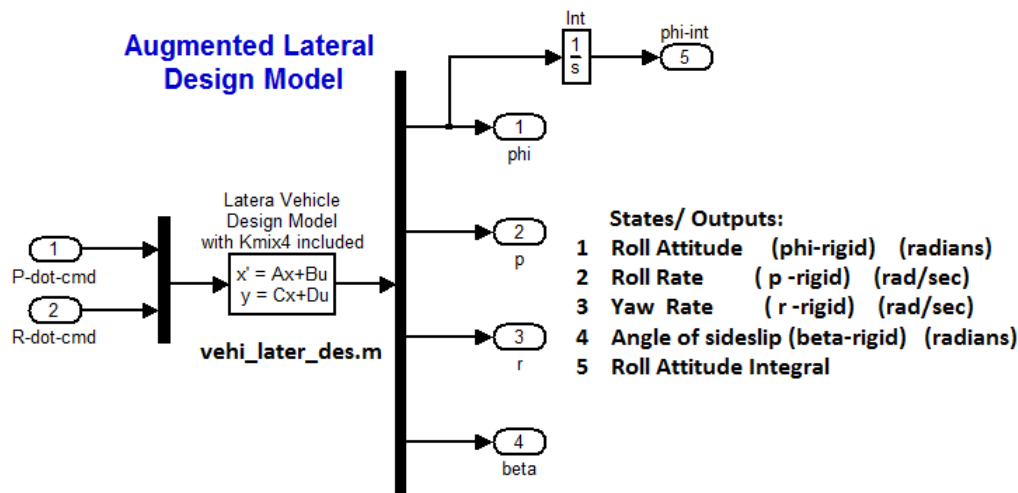 Augmented Lateral
Design Model
Int
1
s
phi-int
5
1
phi
Latera Vehicle
Design Model
with Kmix4 included
1
P-dot-cmd
x' = Ax+Bu
y = Cx+Du
2
R-dot-cmd
vehi_later_des.m
2
p
3
r
4
beta
States/ Outputs:
1 Roll Attitude (phi-rigid) (radians)
2 Roll Rate ( p -rigid) (rad/sec)
3 Yaw Rate ( r -rigid) (rad/sec)
4 Angle of sideslip (beta-rigid) (radians)
5 Roll Attitude Integral